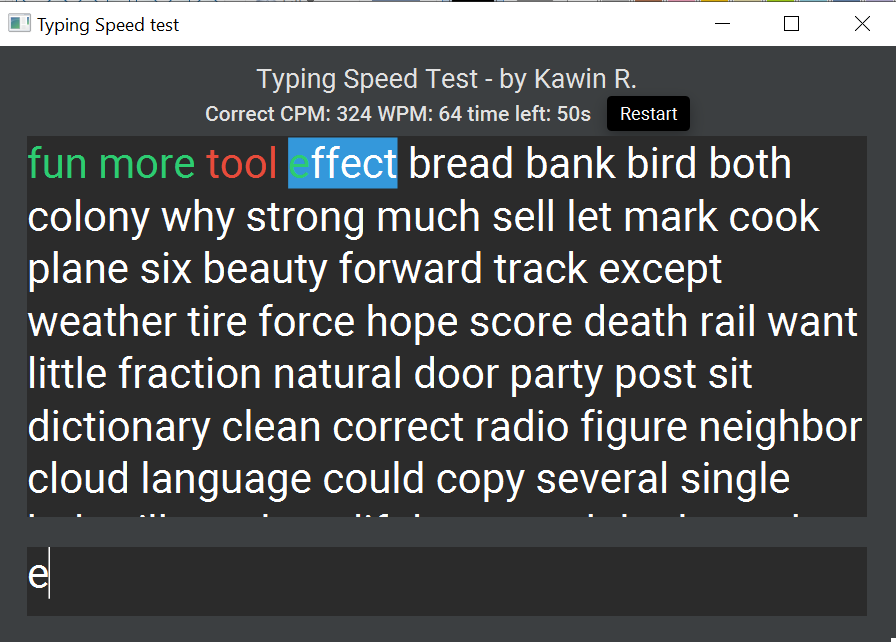 Typing Speed test
Typing Speed Test - by Kawin R.
Correct CPM: 324 WPM: 64 time left: 50s Restart
fun more tool effect bread bank bird both
colony why strong much sell let mark cook
plane six beauty forward track except
weather tire force hope score death rail want
little fraction natural door party post sit
dictionary clean correct radio figure neighbor
cloud language could copy several single
e